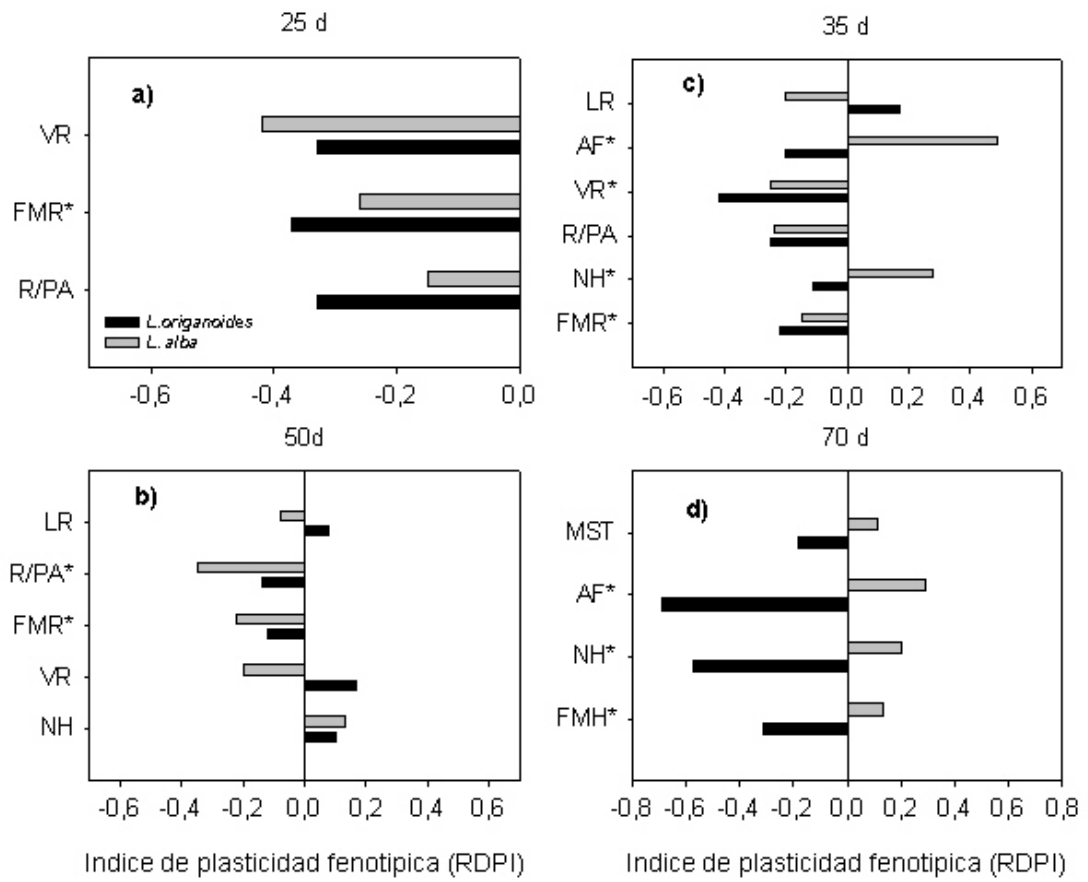 25 d
a)
VR
FMR*
R/PA
L.origanoides
L. alba
-0,6 -0,4 -0,2 0,0
35 d
c)
LR
AF*
VR*
R/PA
NH*
FMR*
-0,6 -0,4 -0,2 0,0 0,2 0,4 0,6
50d
b)
LR
R/PA*
FMR*
VR
NH
-0,6 -0,4 -0,2 0,0 0,2 0,4 0,6
Indice de plasticidad fenotipica (RDPI)
70 d
d)
MST
AF*
NH*
FMH*
-0,8 -0,6 -0,4 -0,2 0,0 0,2 0,4 0,6 0,8
Indice de plasticidad fenotipica (RDPI)